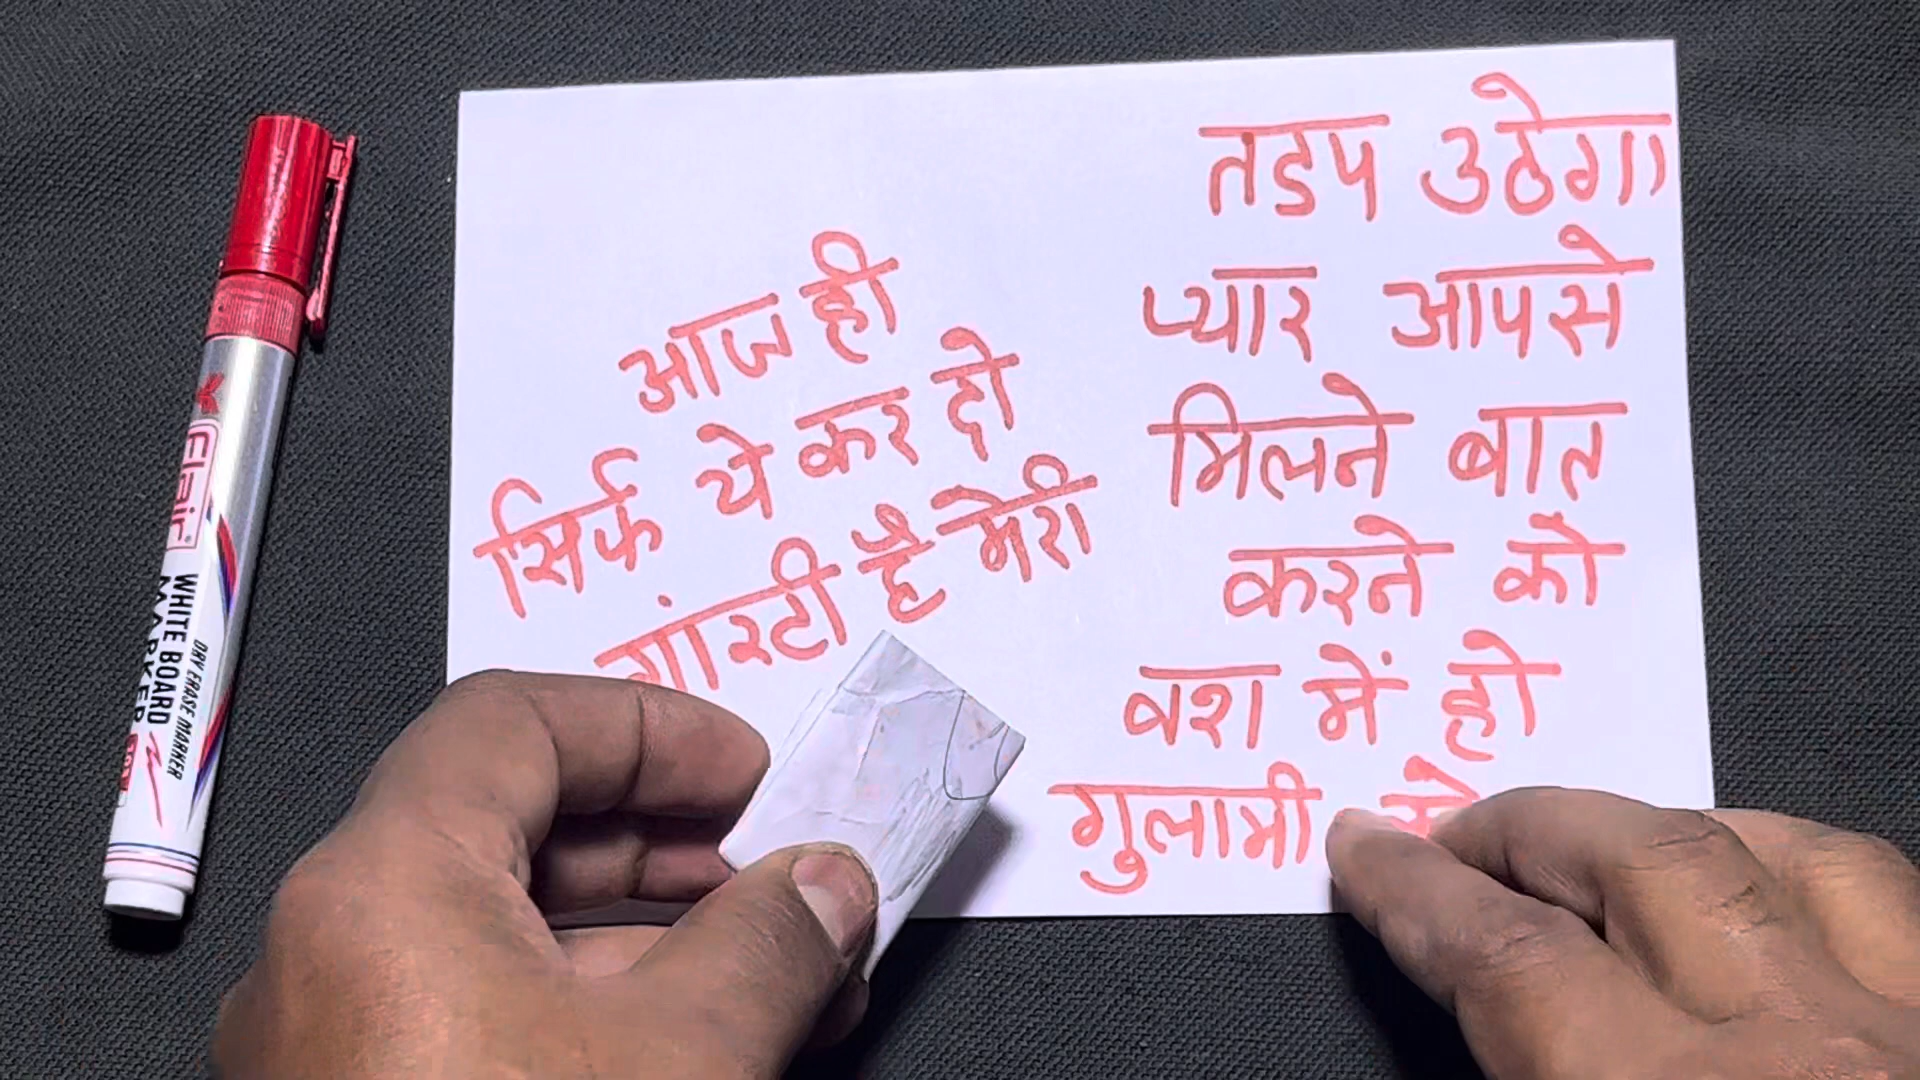 Flair
WHITE BOARD
MARKER
DRY ERASE MARKER
आज ही
सिर्फ ये कर दो
गांरटी है मेरी
तडप उठेगा
प्यार आपसे
मिलने बात
करने को
वश में हो
गुलामी